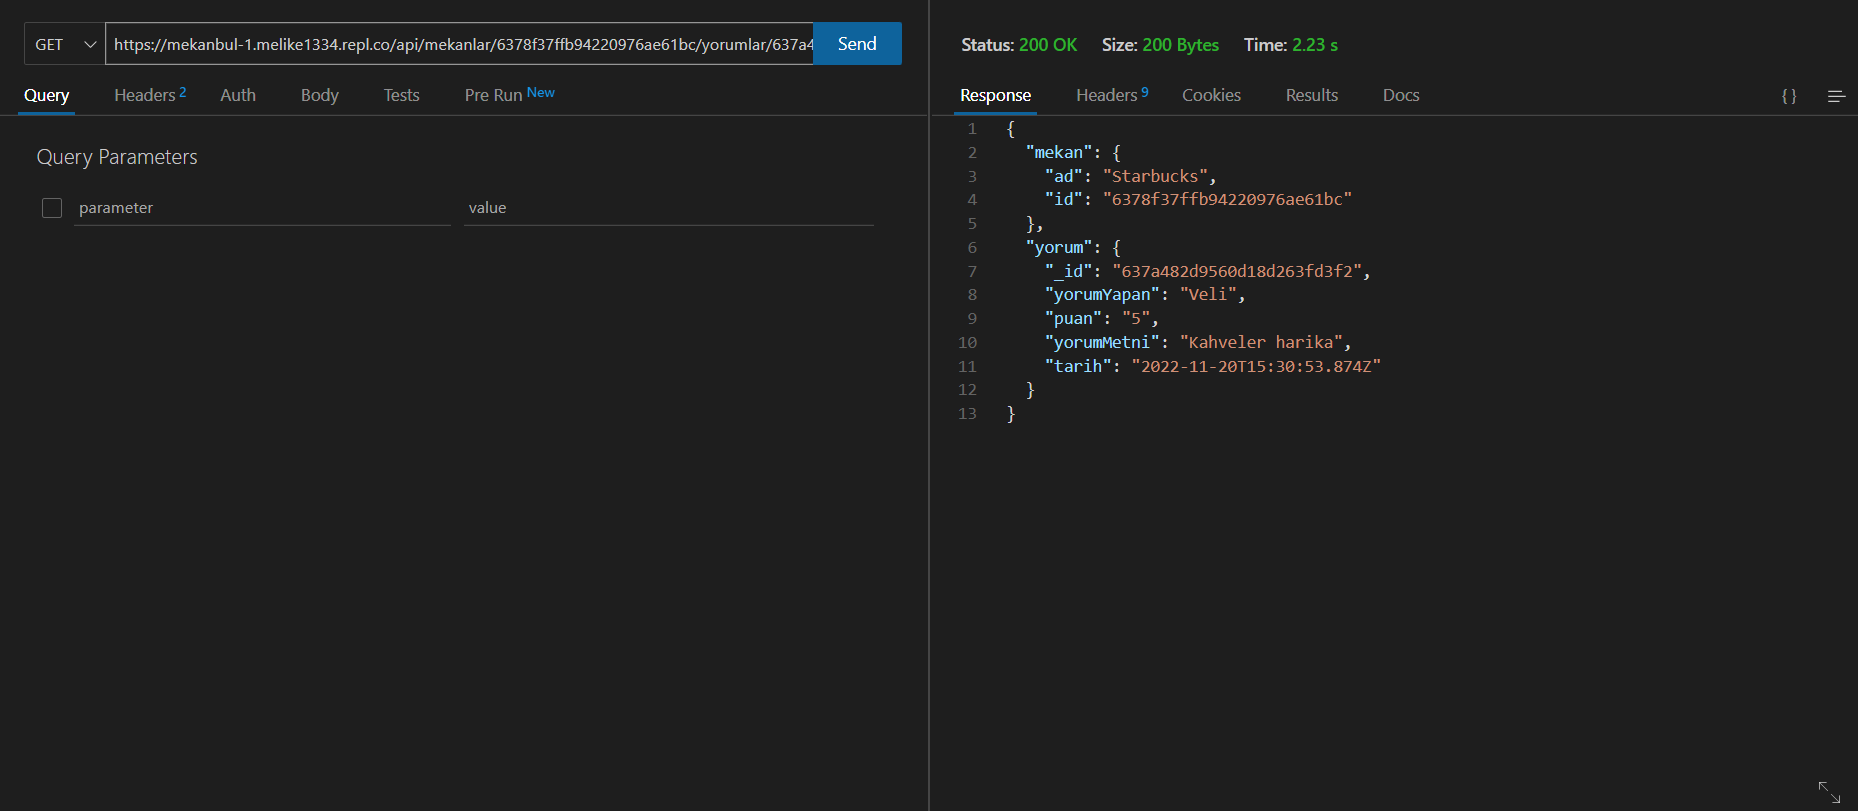 GET
https://mekanbul-1.melike1334.repl.co/api/mekanlar/6378f37ffb94220976ae61bc/yorumlar/637a4
Send
Query
Headers 2
Auth
Body
Tests
Pre Run New
Query Parameters
parameter
value
Status: 200 OK
Size: 200 Bytes
Time: 2.23 s
Response
Headers 9
Cookies
Results
Docs
{}
1 {
2 "mekan": {
3 "ad": "Starbucks",
4 "id": "6378f37ffb94220976ae61bc"
5 },
6 "yorum": {
7 "_id": "637a482d9560d18d263fd3f2",
8 "yorumYapan": "Veli",
9 "puan": "5",
10 "yorumMetni": "Kahveler harika",
11 "tarih": "2022-11-20T15:30:53.874Z"
12 }
13 }